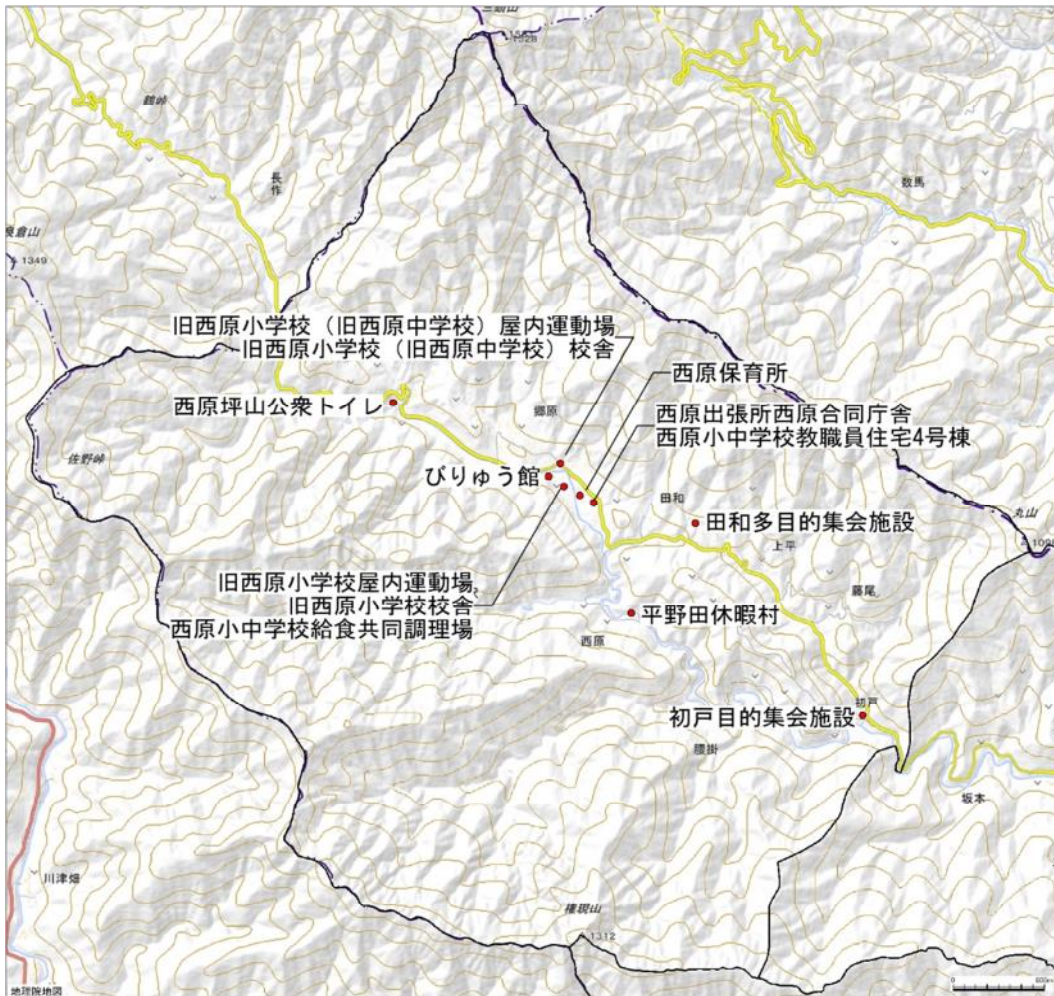 三頭山
1528
鶴峠
長作
数馬
1349
旧西原小学校（旧西原中学校）屋内運動場
旧西原小学校（旧西原中学校）校舎
西原保育所
西原坪山公衆トイレ
郷原
西原出張所西原合同庁舎
西原小中学校教職員住宅4号棟
佐野峠
びりゅう館
田和
田和多目的集会施設
丸山
上平
藤尾
旧西原小学校屋内運動場
旧西原小学校校舎
西原小中学校給食共同調理場
平野田休暇村
西原
初戸
初戸目的集会施設
腰掛
坂本
川津畑
権現山
1312
地理院地図
0
600m